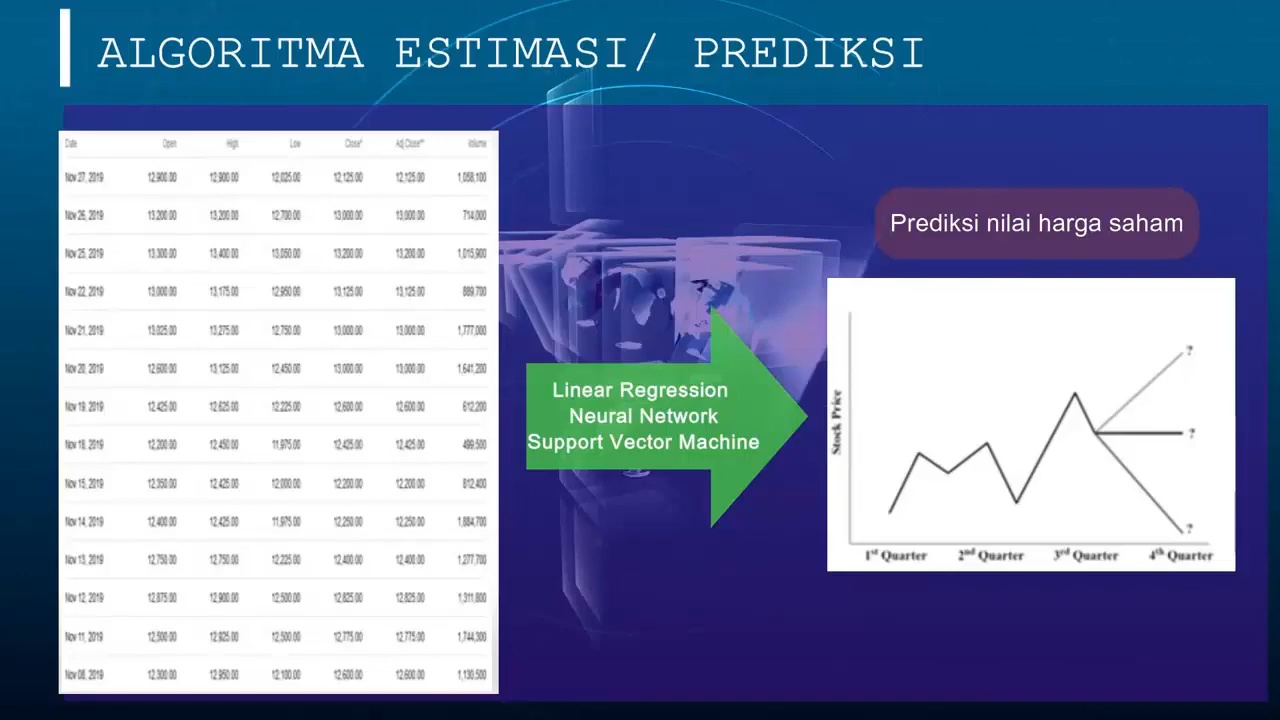 ALGORITMA ESTIMASI/ PREDIKSI
Date Open High Low Close* Adj Close** Volume
Nov 27, 2019 12,900.00 12,900.00 12,025.00 12,125.00 12,125.00 1,058,100
Nov 26, 2019 13,200.00 13,200.00 12,700.00 13,000.00 13,000.00 714,000
Nov 25, 2019 13,300.00 13,400.00 13,050.00 13,200.00 13,200.00 1,015,900
Nov 22, 2019 13,000.00 13,175.00 12,950.00 13,125.00 13,125.00 889,700
Nov 21, 2019 13,025.00 13,275.00 12,750.00 13,000.00 13,000.00 1,777,000
Nov 20, 2019 12,600.00 13,125.00 12,450.00 13,000.00 13,000.00 1,641,200
Nov 19, 2019 12,425.00 12,625.00 12,225.00 12,600.00 12,600.00 612,200
Nov 18, 2019 12,200.00 12,450.00 11,975.00 12,425.00 12,425.00 499,500
Nov 15, 2019 12,350.00 12,425.00 12,000.00 12,200.00 12,200.00 812,400
Nov 14, 2019 12,400.00 12,425.00 11,975.00 12,250.00 12,250.00 1,884,700
Nov 13, 2019 12,750.00 12,750.00 12,225.00 12,400.00 12,400.00 1,277,700
Nov 12, 2019 12,875.00 12,900.00 12,500.00 12,825.00 12,825.00 1,311,800
Nov 11, 2019 12,500.00 12,925.00 12,500.00 12,775.00 12,775.00 1,744,300
Nov 08, 2019 12,300.00 12,950.00 12,100.00 12,600.00 12,600.00 1,130,500
Linear Regression
Neural Network
Support Vector Machine
Prediksi nilai harga saham
Stock Price
?
?
?
1st Quarter 2nd Quarter 3rd Quarter 4th Quarter